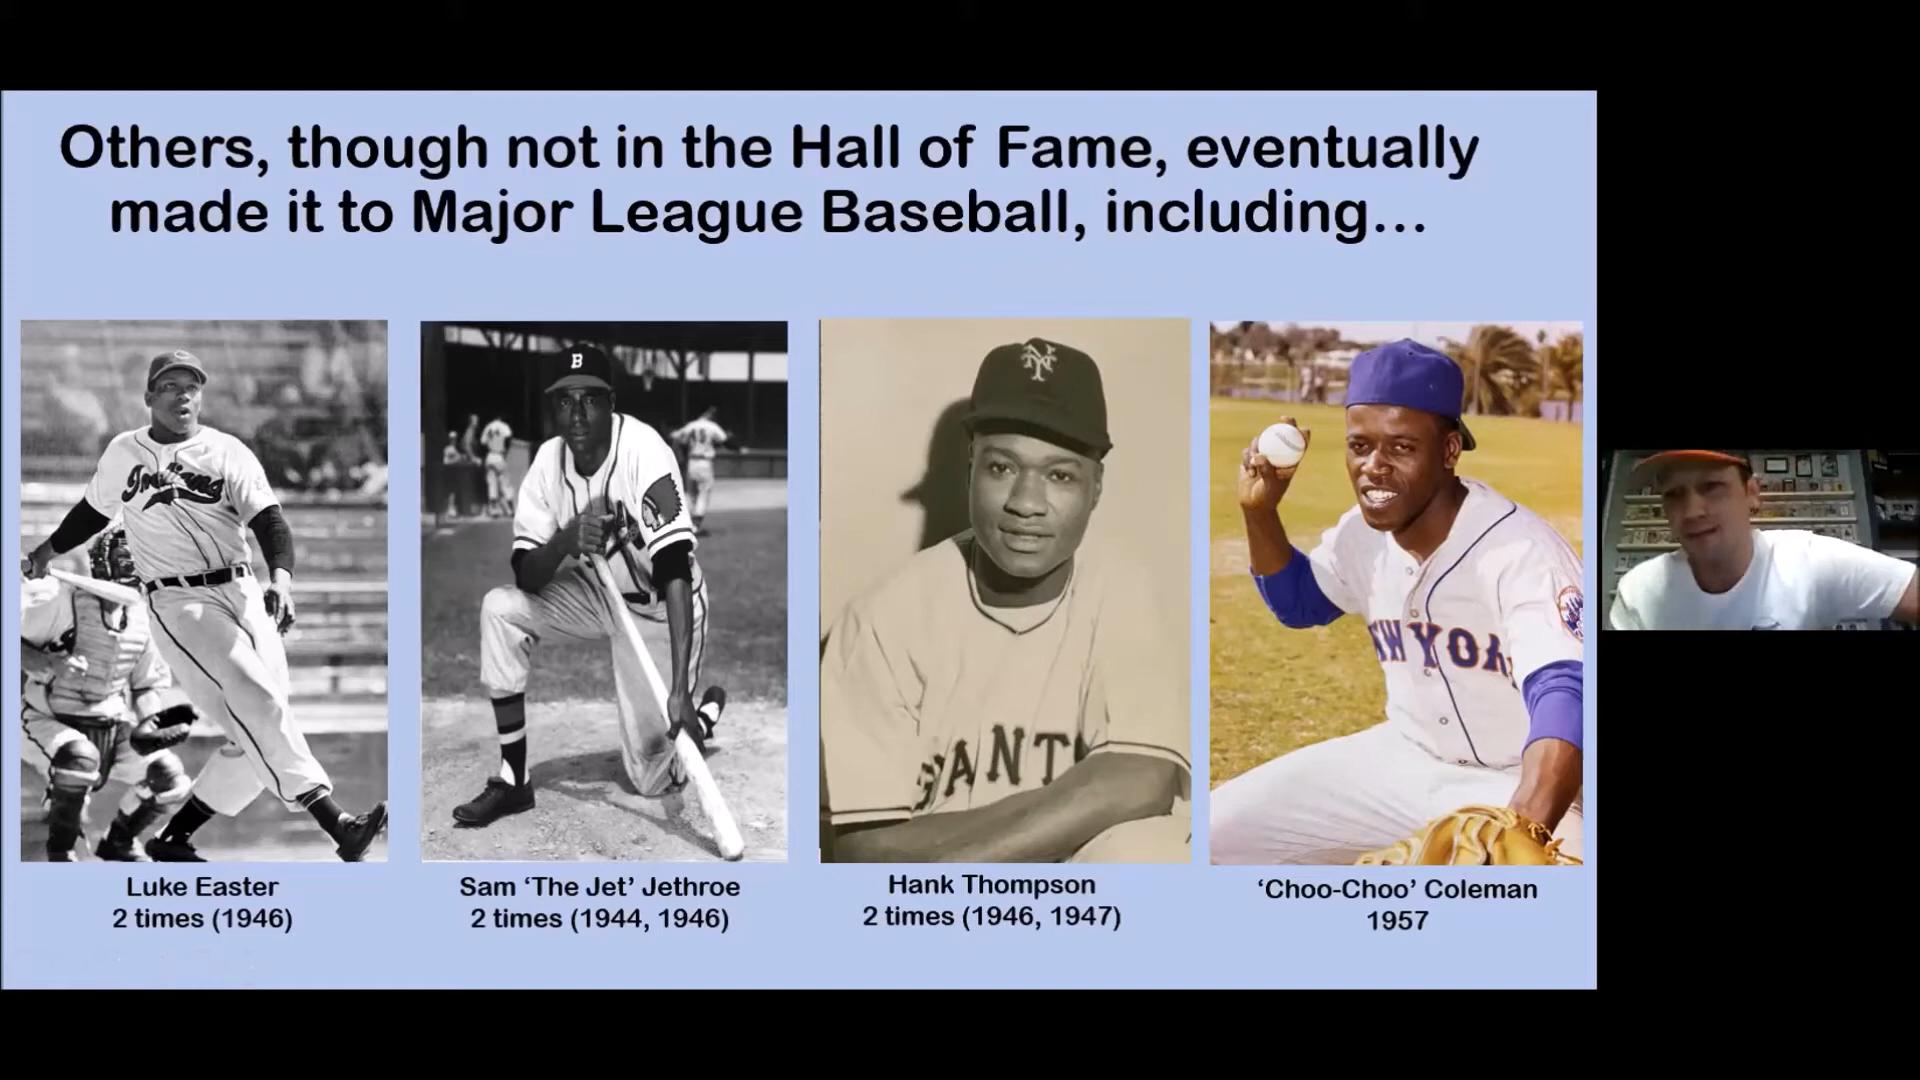 Others, though not in the Hall of Fame, eventually
made it to Major League Baseball, including…
B
NY
Indians
GIANTS
NEW YORK
Luke Easter
2 times (1946)
Sam ‘The Jet’ Jethroe
2 times (1944, 1946)
Hank Thompson
2 times (1946, 1947)
‘Choo-Choo’ Coleman
1957